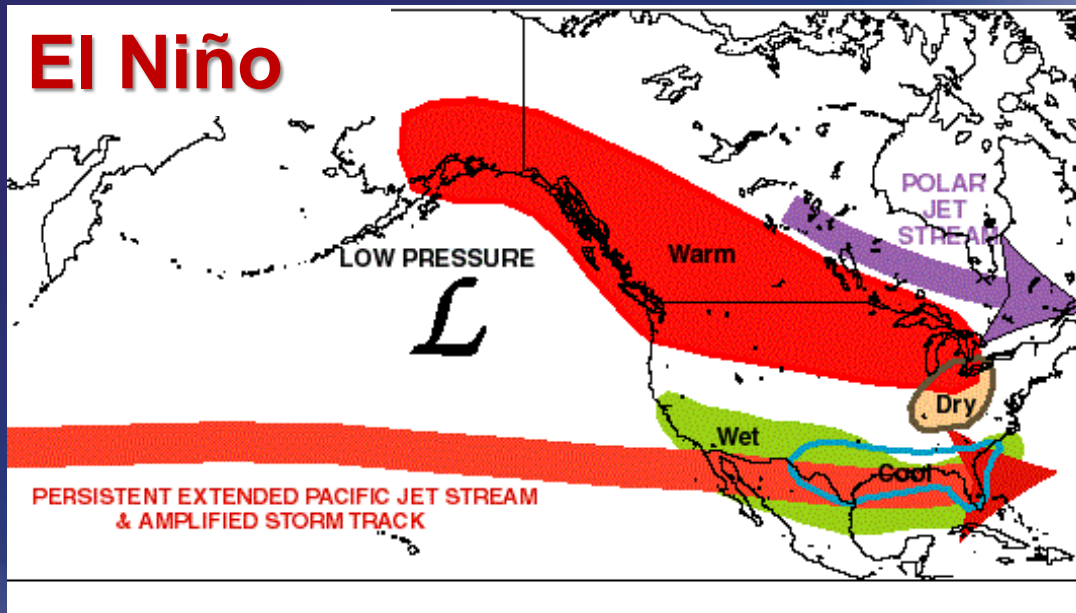 El Niño
POLAR
JET
STREAM
Warm
LOW PRESSURE
L
Dry
Wet
Cool
PERSISTENT EXTENDED PACIFIC JET STREAM
& AMPLIFIED STORM TRACK